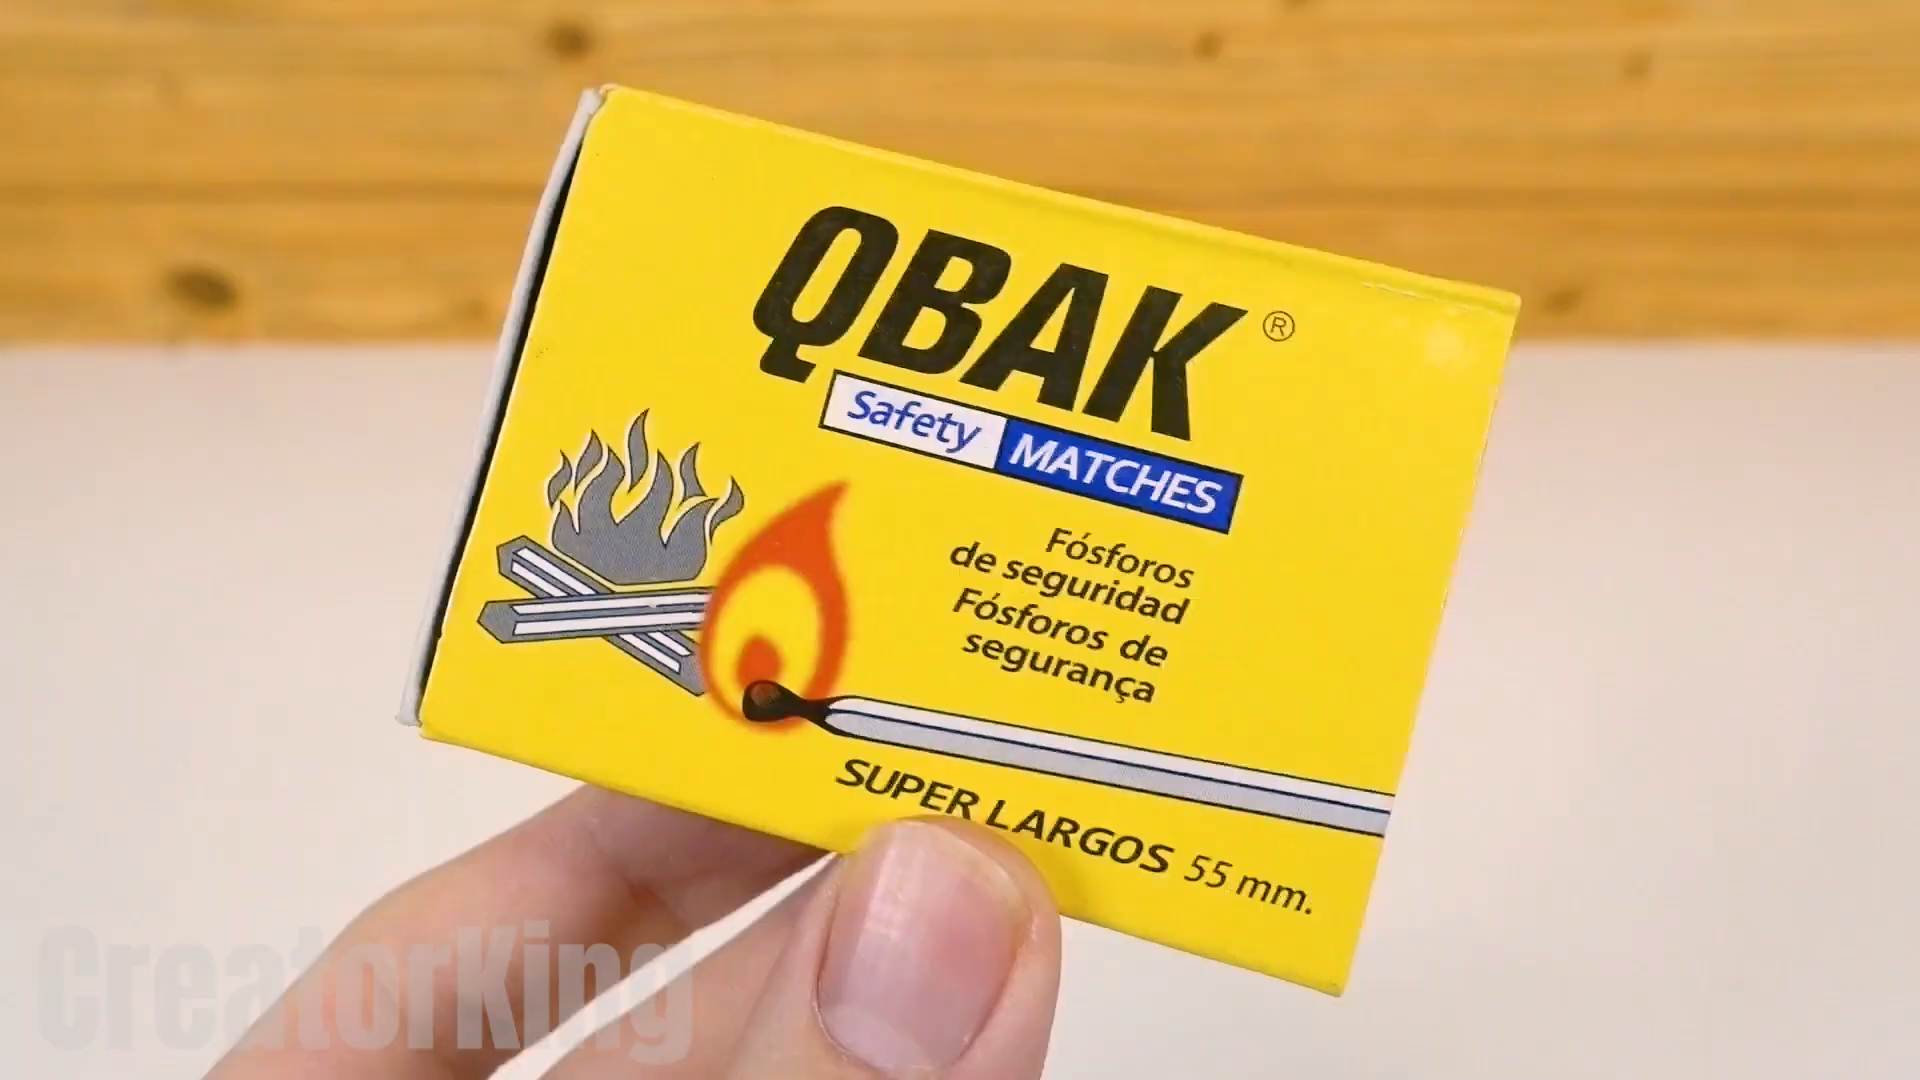 QBAK®
Safety MATCHES
Fósforos
de seguridad
Fósforos de
segurança
SUPER LARGOS 55 mm.
CreatorKing